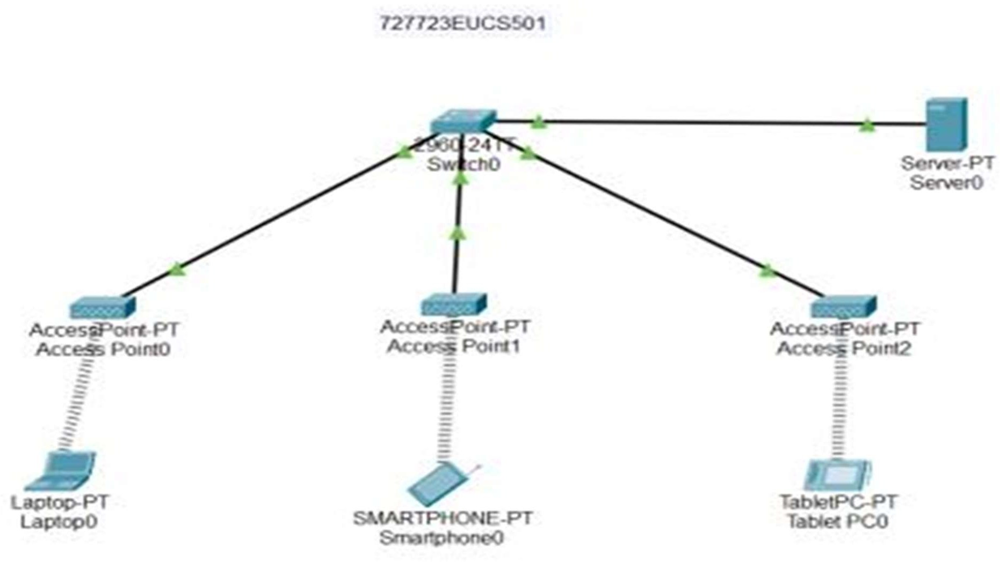 727723EUCS501
2960-24TT
Switch0
Server-PT
Server0
AccessPoint-PT
Access Point0
AccessPoint-PT
Access Point1
AccessPoint-PT
Access Point2
Laptop-PT
Laptop0
SMARTPHONE-PT
Smartphone0
TabletPC-PT
Tablet PC0